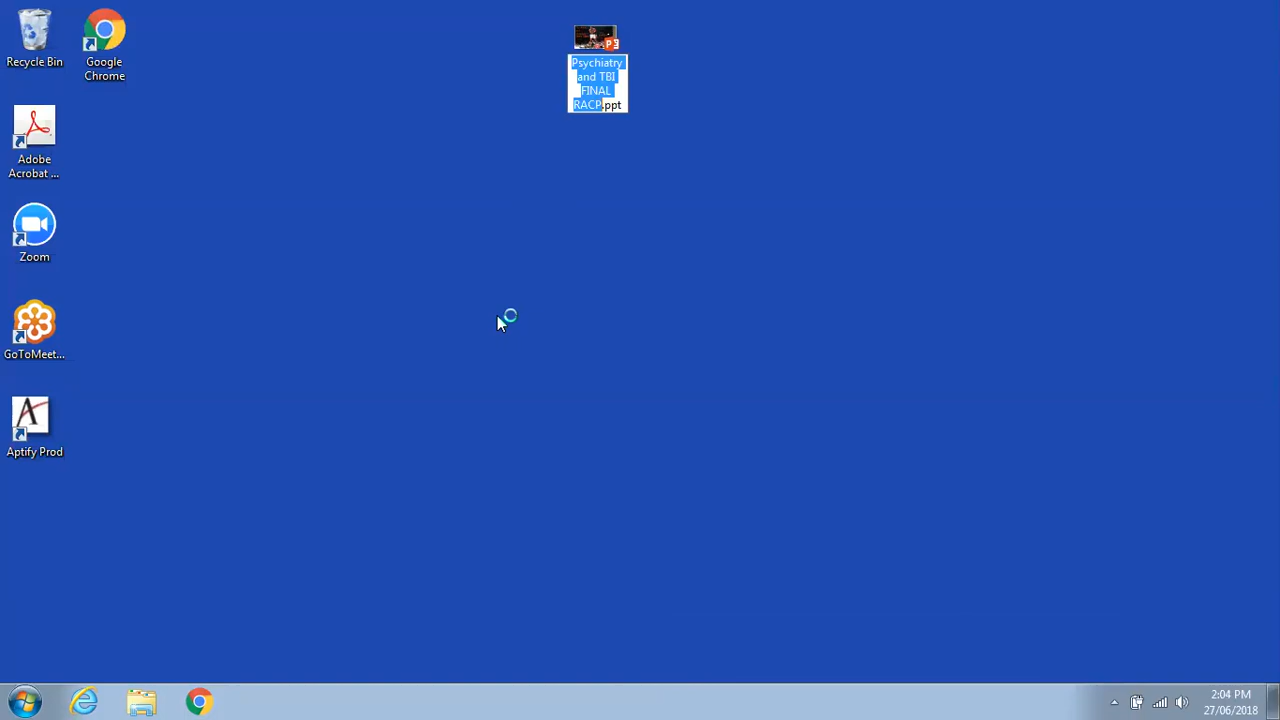 Recycle Bin
Google
Chrome
Psychiatry
and TBI
FINAL
RACP.ppt
Adobe
Acrobat ...
Zoom
GoToMeet...
Aptify Prod
2:04 PM
27/06/2018